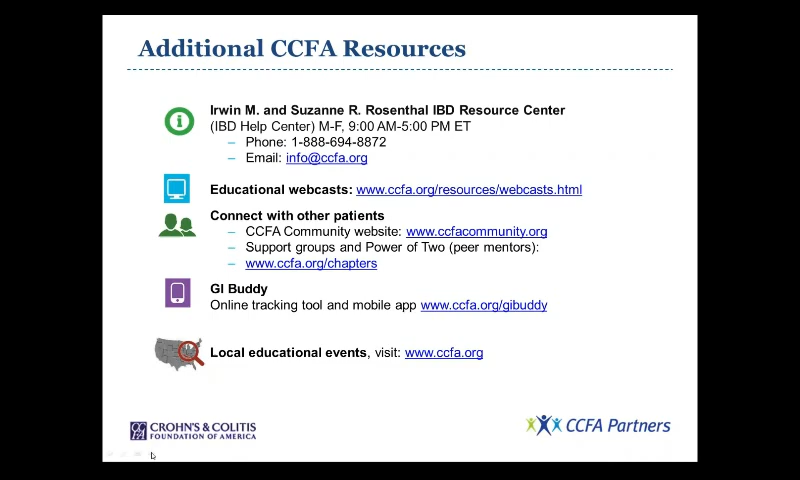 Additional CCFA Resources
Irwin M. and Suzanne R. Rosenthal IBD Resource Center
(IBD Help Center) M-F, 9:00 AM-5:00 PM ET
– Phone: 1-888-694-8872
– Email: info@ccfa.org
Educational webcasts: www.ccfa.org/resources/webcasts.html
Connect with other patients
– CCFA Community website: www.ccfacommunity.org
– Support groups and Power of Two (peer mentors):
– www.ccfa.org/chapters
GI Buddy
Online tracking tool and mobile app www.ccfa.org/gibuddy
Local educational events, visit: www.ccfa.org
CROHN'S & COLITIS
FOUNDATION OF AMERICA
CCFA Partners